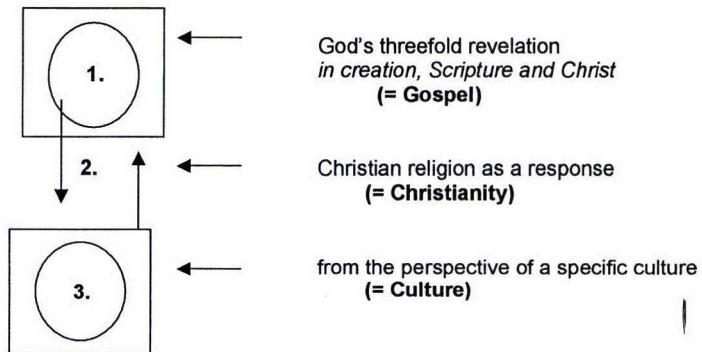 1.
God's threefold revelation
in creation, Scripture and Christ
(= Gospel)
2.
Christian religion as a response
(= Christianity)
3.
from the perspective of a specific culture
(= Culture)